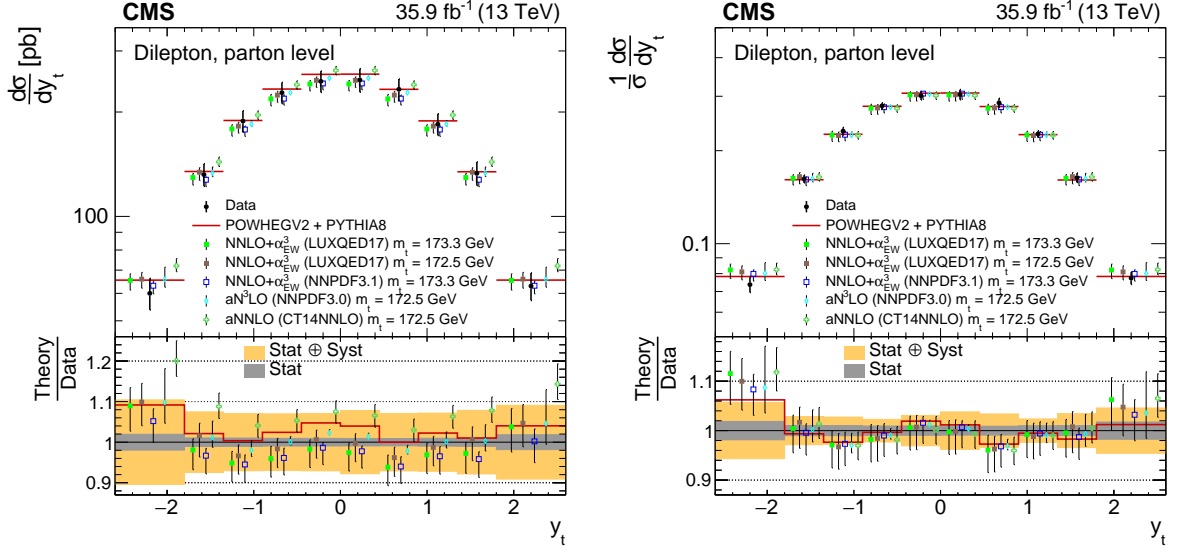 CMS 35.9 fb⁻¹ (13 TeV)
Dilepton, parton level
dσ/dy_t [pb]
100
Data
POWHEGV2 + PYTHIA8
NNLO+α³_EW (LUXQED17) m_t = 173.3 GeV
NNLO+α³_EW (LUXQED17) m_t = 172.5 GeV
NNLO+α³_EW (NNPDF3.1) m_t = 173.3 GeV
aN³LO (NNPDF3.0) m_t = 172.5 GeV
aNNLO (CT14NNLO) m_t = 172.5 GeV
Theory/Data
1.2
1.1
1
0.9
Stat ⊕ Syst
Stat
−2 −1 0 1 2
y_t
CMS 35.9 fb⁻¹ (13 TeV)
Dilepton, parton level
1/σ dσ/dy_t
0.1
Data
POWHEGV2 + PYTHIA8
NNLO+α³_EW (LUXQED17) m_t = 173.3 GeV
NNLO+α³_EW (LUXQED17) m_t = 172.5 GeV
NNLO+α³_EW (NNPDF3.1) m_t = 173.3 GeV
aN³LO (NNPDF3.0) m_t = 172.5 GeV
aNNLO (CT14NNLO) m_t = 172.5 GeV
Theory/Data
1.1
1
0.9
Stat ⊕ Syst
Stat
−2 −1 0 1 2
y_t